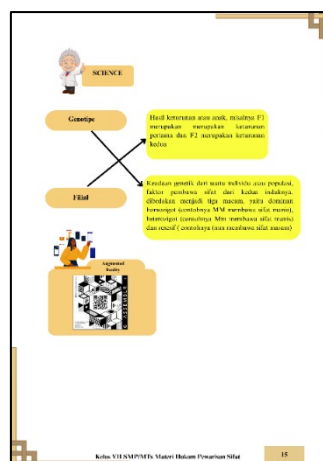 SCIENCE
Genotipe
Hasil keturunan atau anak, misalnya F1
merupakan merupakan keturunan
pertama dan F2 merupakan keturunan
kedua
Filial
Keadaan genetik dari suatu individu atau populasi,
faktor pembawa sifat dari kedua induknya.
dibedakan menjadi tiga macam, yaitu dominan
homozigot (contohnya MM membawa sifat manis),
heterozigot (contohnya Mm membawa sifat manis)
dan resesif ( contohnya (mm membawa sifat masam)
Augmented
Reality
Kelas VII SMP/MTs Materi Hukum Pewarisan Sifat
15